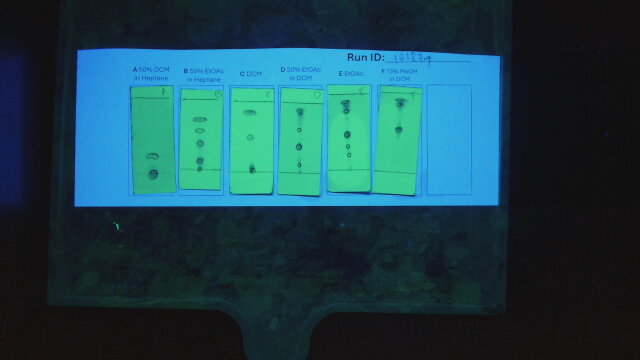 Run ID:
A 50% DCM in Heptane
B 50% EtOAc in Heptane
C DCM
D 50% EtOAc in DCM
E EtOAc
F 10% MeOH in DCM